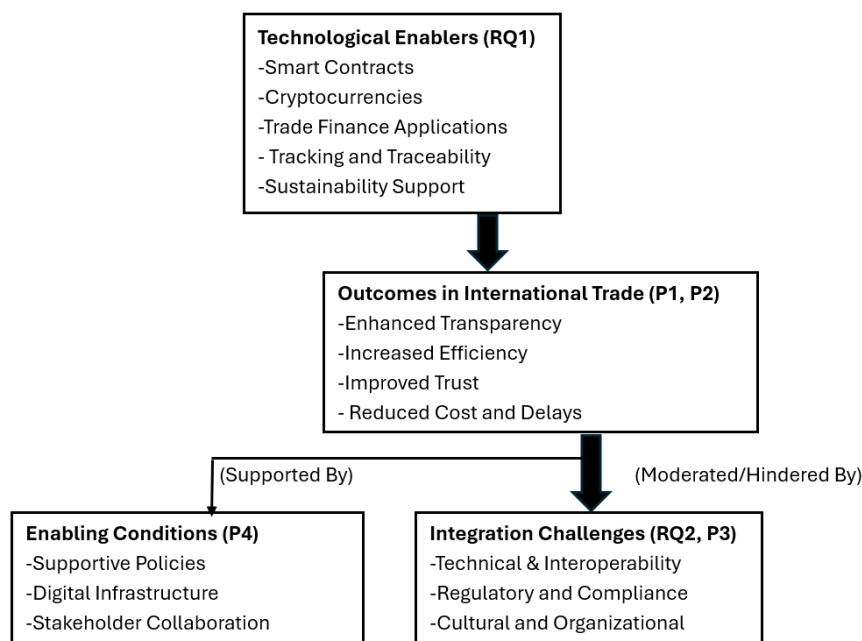 Technological Enablers (RQ1)
-Smart Contracts
-Cryptocurrencies
-Trade Finance Applications
- Tracking and Traceability
-Sustainability Support
Outcomes in International Trade (P1, P2)
-Enhanced Transparency
-Increased Efficiency
-Improved Trust
- Reduced Cost and Delays
(Supported By)
(Moderated/Hindered By)
Enabling Conditions (P4)
-Supportive Policies
-Digital Infrastructure
-Stakeholder Collaboration
Integration Challenges (RQ2, P3)
-Technical & Interoperability
-Regulatory and Compliance
-Cultural and Organizational